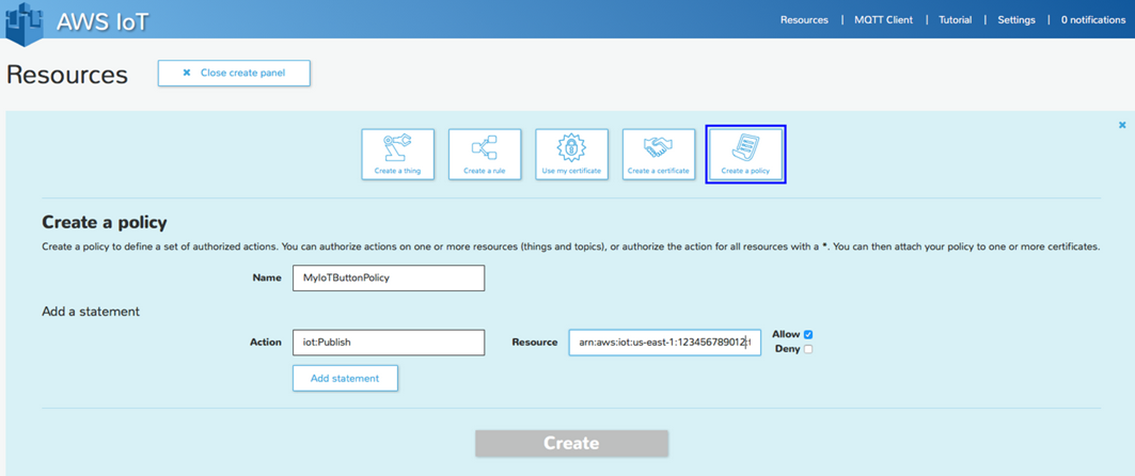 AWS IoT
Resources | MQTT Client | Tutorial | Settings | 0 notifications
Resources
✖ Close create panel
Create a thing
Create a rule
Use my certificate
Create a certificate
Create a policy
Create a policy
Create a policy to define a set of authorized actions. You can authorize actions on one or more resources (things and topics), or authorize the action for all resources with a *. You can then attach your policy to one or more certificates.
Name MyIoTButtonPolicy
Add a statement
Action iot:Publish Resource arn:aws:iot:us-east-1:123456789012: Allow
Deny
Add statement
Create